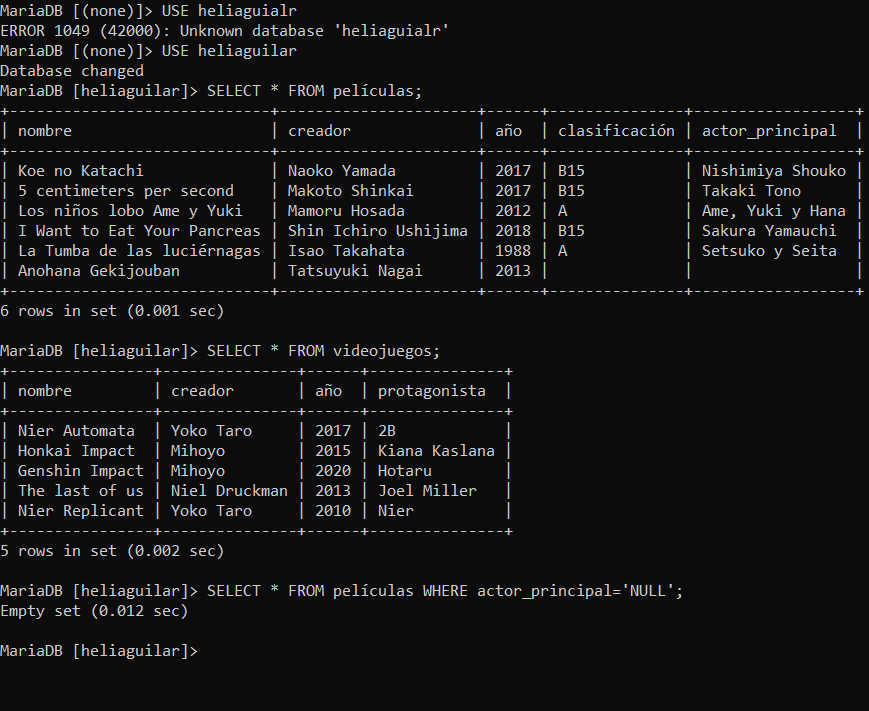 MariaDB [(none)]> USE heliaguialr
ERROR 1049 (42000): Unknown database 'heliaguialr'
MariaDB [(none)]> USE heliaguilar
Database changed
MariaDB [heliaguilar]> SELECT * FROM películas;
+-----------------------------+----------------------+------+---------------+------------------+
| nombre                      | creador              | año  | clasificación | actor_principal  |
+-----------------------------+----------------------+------+---------------+------------------+
| Koe no Katachi              | Naoko Yamada         | 2017 | B15           | Nishimiya Shouko |
| 5 centimeters per second    | Makoto Shinkai       | 2017 | B15           | Takaki Tono      |
| Los niños lobo Ame y Yuki   | Mamoru Hosada        | 2012 | A             | Ame, Yuki y Hana |
| I Want to Eat Your Pancreas | Shin Ichiro Ushijima | 2018 | B15           | Sakura Yamauchi  |
| La Tumba de las luciérnagas | Isao Takahata        | 1988 | A             | Setsuko y Seita  |
| Anohana Gekijouban          | Tatsuyuki Nagai      | 2013 |               |                  |
+-----------------------------+----------------------+------+---------------+------------------+
6 rows in set (0.001 sec)
MariaDB [heliaguilar]> SELECT * FROM videojuegos;
+----------------+---------------+------+---------------+
| nombre         | creador       | año  | protagonista  |
+----------------+---------------+------+---------------+
| Nier Automata  | Yoko Taro     | 2017 | 2B            |
| Honkai Impact  | Mihoyo        | 2015 | Kiana Kaslana |
| Genshin Impact | Mihoyo        | 2020 | Hotaru        |
| The last of us | Niel Druckman | 2013 | Joel Miller   |
| Nier Replicant | Yoko Taro     | 2010 | Nier          |
+----------------+---------------+------+---------------+
5 rows in set (0.002 sec)
MariaDB [heliaguilar]> SELECT * FROM películas WHERE actor_principal='NULL';
Empty set (0.012 sec)
MariaDB [heliaguilar]>